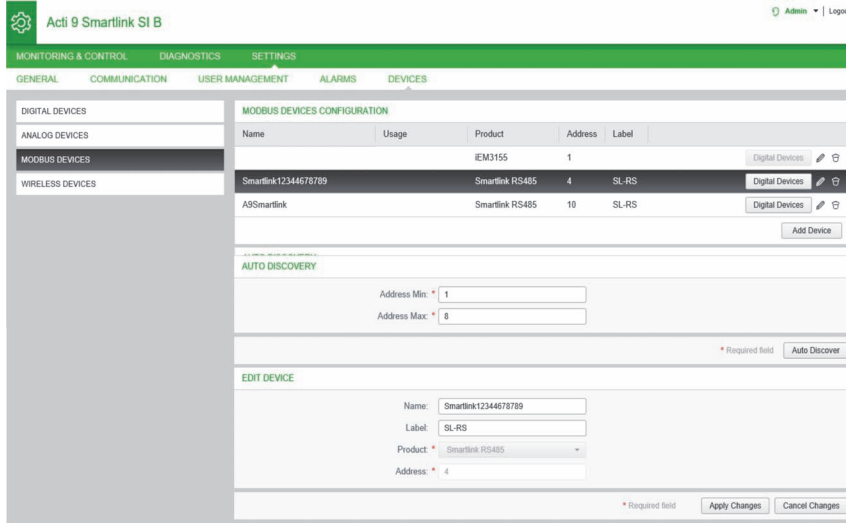 Acti 9 Smartlink SI B
Admin | Logou
MONITORING & CONTROL DIAGNOSTICS SETTINGS
GENERAL COMMUNICATION USER MANAGEMENT ALARMS DEVICES
DIGITAL DEVICES
ANALOG DEVICES
MODBUS DEVICES
WIRELESS DEVICES
MODBUS DEVICES CONFIGURATION
Name Usage Product Address Label
iEM3155 1 Digital Devices
Smartlink12344678789 Smartlink RS485 4 SL-RS Digital Devices
A9Smartlink Smartlink RS485 10 SL-RS Digital Devices
Add Device
AUTO DISCOVERY
AUTO DISCOVERY
Address Min: * 1
Address Max: * 8
* Required field Auto Discover
EDIT DEVICE
Name: Smartlink12344678789
Label: SL-RS
Product: * Smartlink RS485
Address: * 4
* Required field Apply Changes Cancel Changes